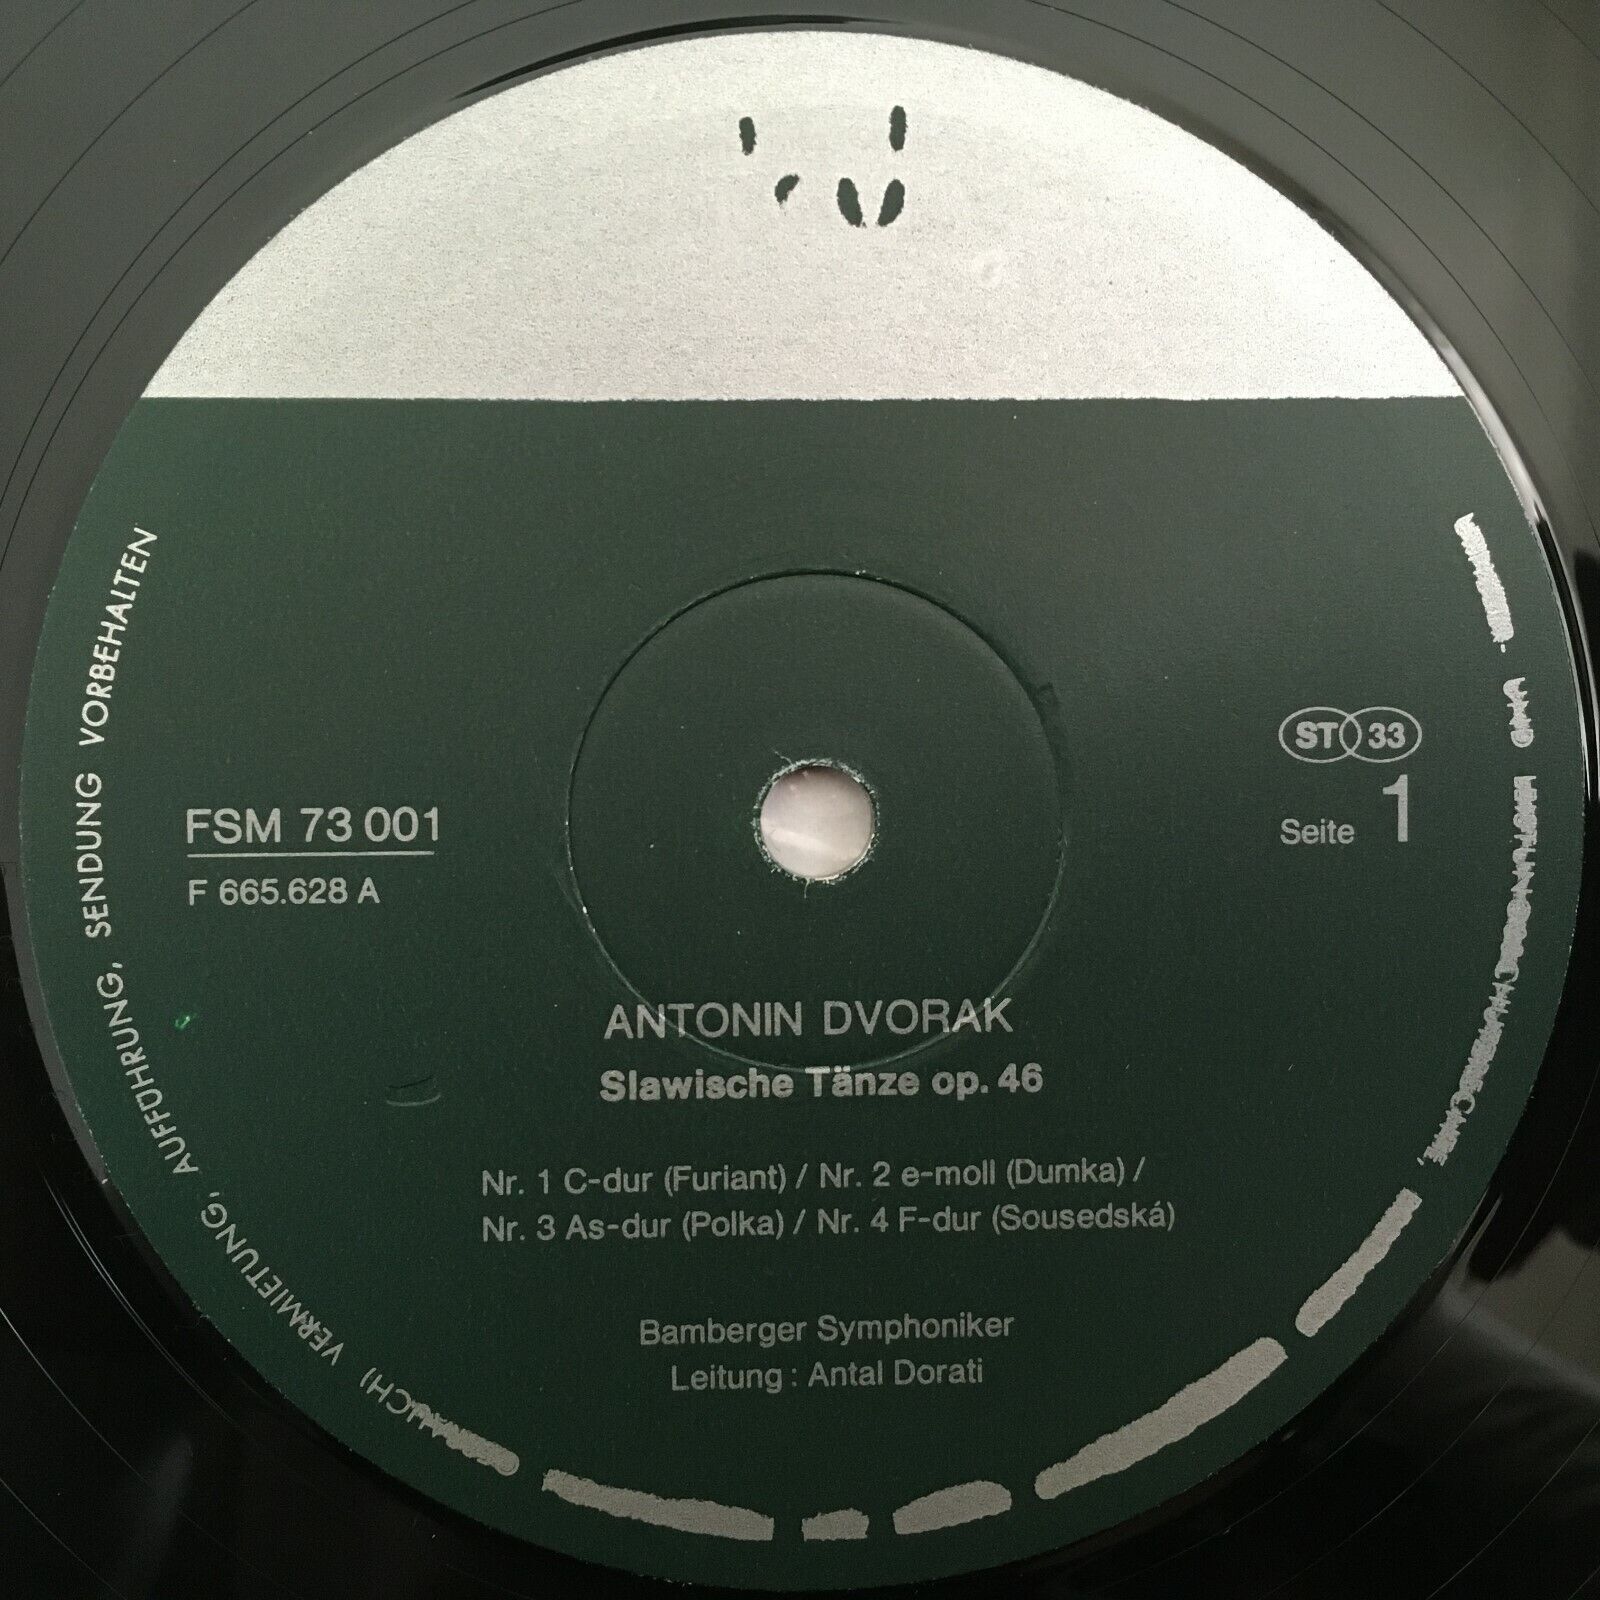 ST 33
Seite 1
FSM 73 001
F 665.628 A
ANTONIN DVORAK
Slawische Tänze op. 46
Nr. 1 C-dur (Furiant) / Nr. 2 e-moll (Dumka) /
Nr. 3 As-dur (Polka) / Nr. 4 F-dur (Sousedská)
Bamberger Symphoniker
Leitung : Antal Dorati
VERMIETUNG, AUFFÜHRUNG, SENDUNG VORBEHALTEN